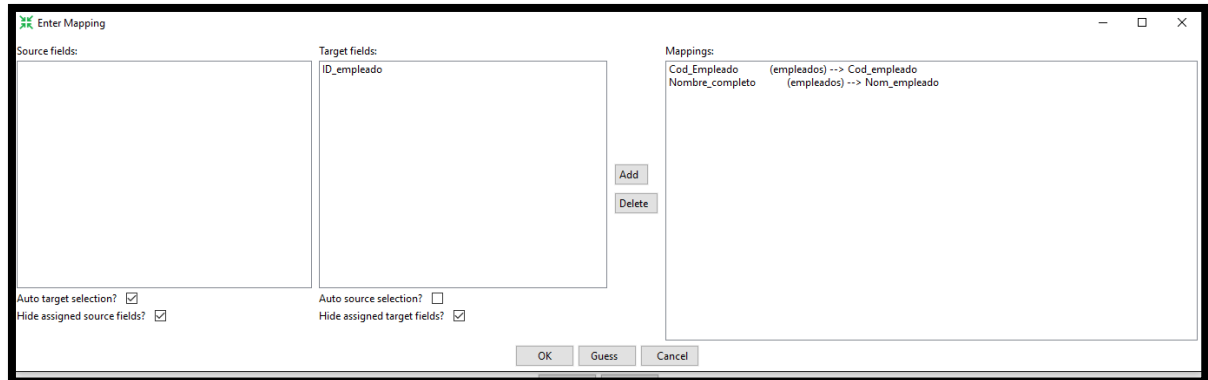 Enter Mapping
Source fields:
Target fields:
Mappings:
ID_empleado
Cod_Empleado (empleados) --> Cod_empleado
Nombre_completo (empleados) --> Nom_empleado
Add
Delete
Auto target selection?
Auto source selection?
Hide assigned source fields?
Hide assigned target fields?
OK
Guess
Cancel